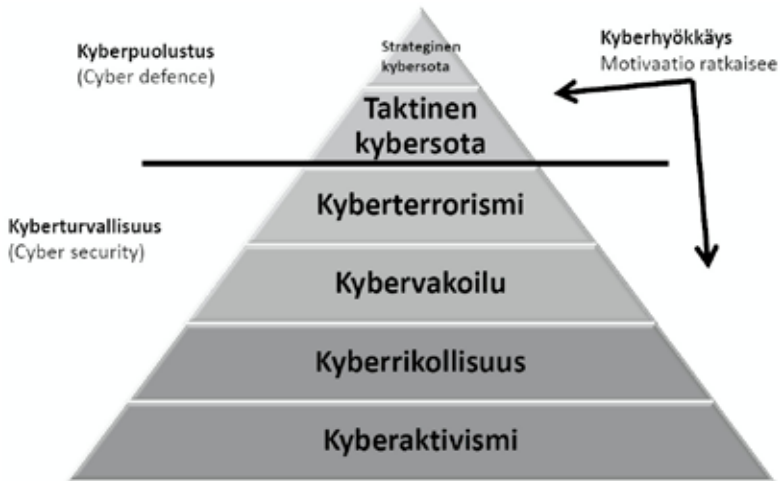 Kyberpuolustus
(Cyber defence)
Strateginen
kybersota
Kyberhyökkäys
Motivaatio ratkaisee
Taktinen
kybersota
Kyberturvallisuus
(Cyber security)
Kyberterrorismi
Kybervakoilu
Kyberrikollisuus
Kyberaktivismi